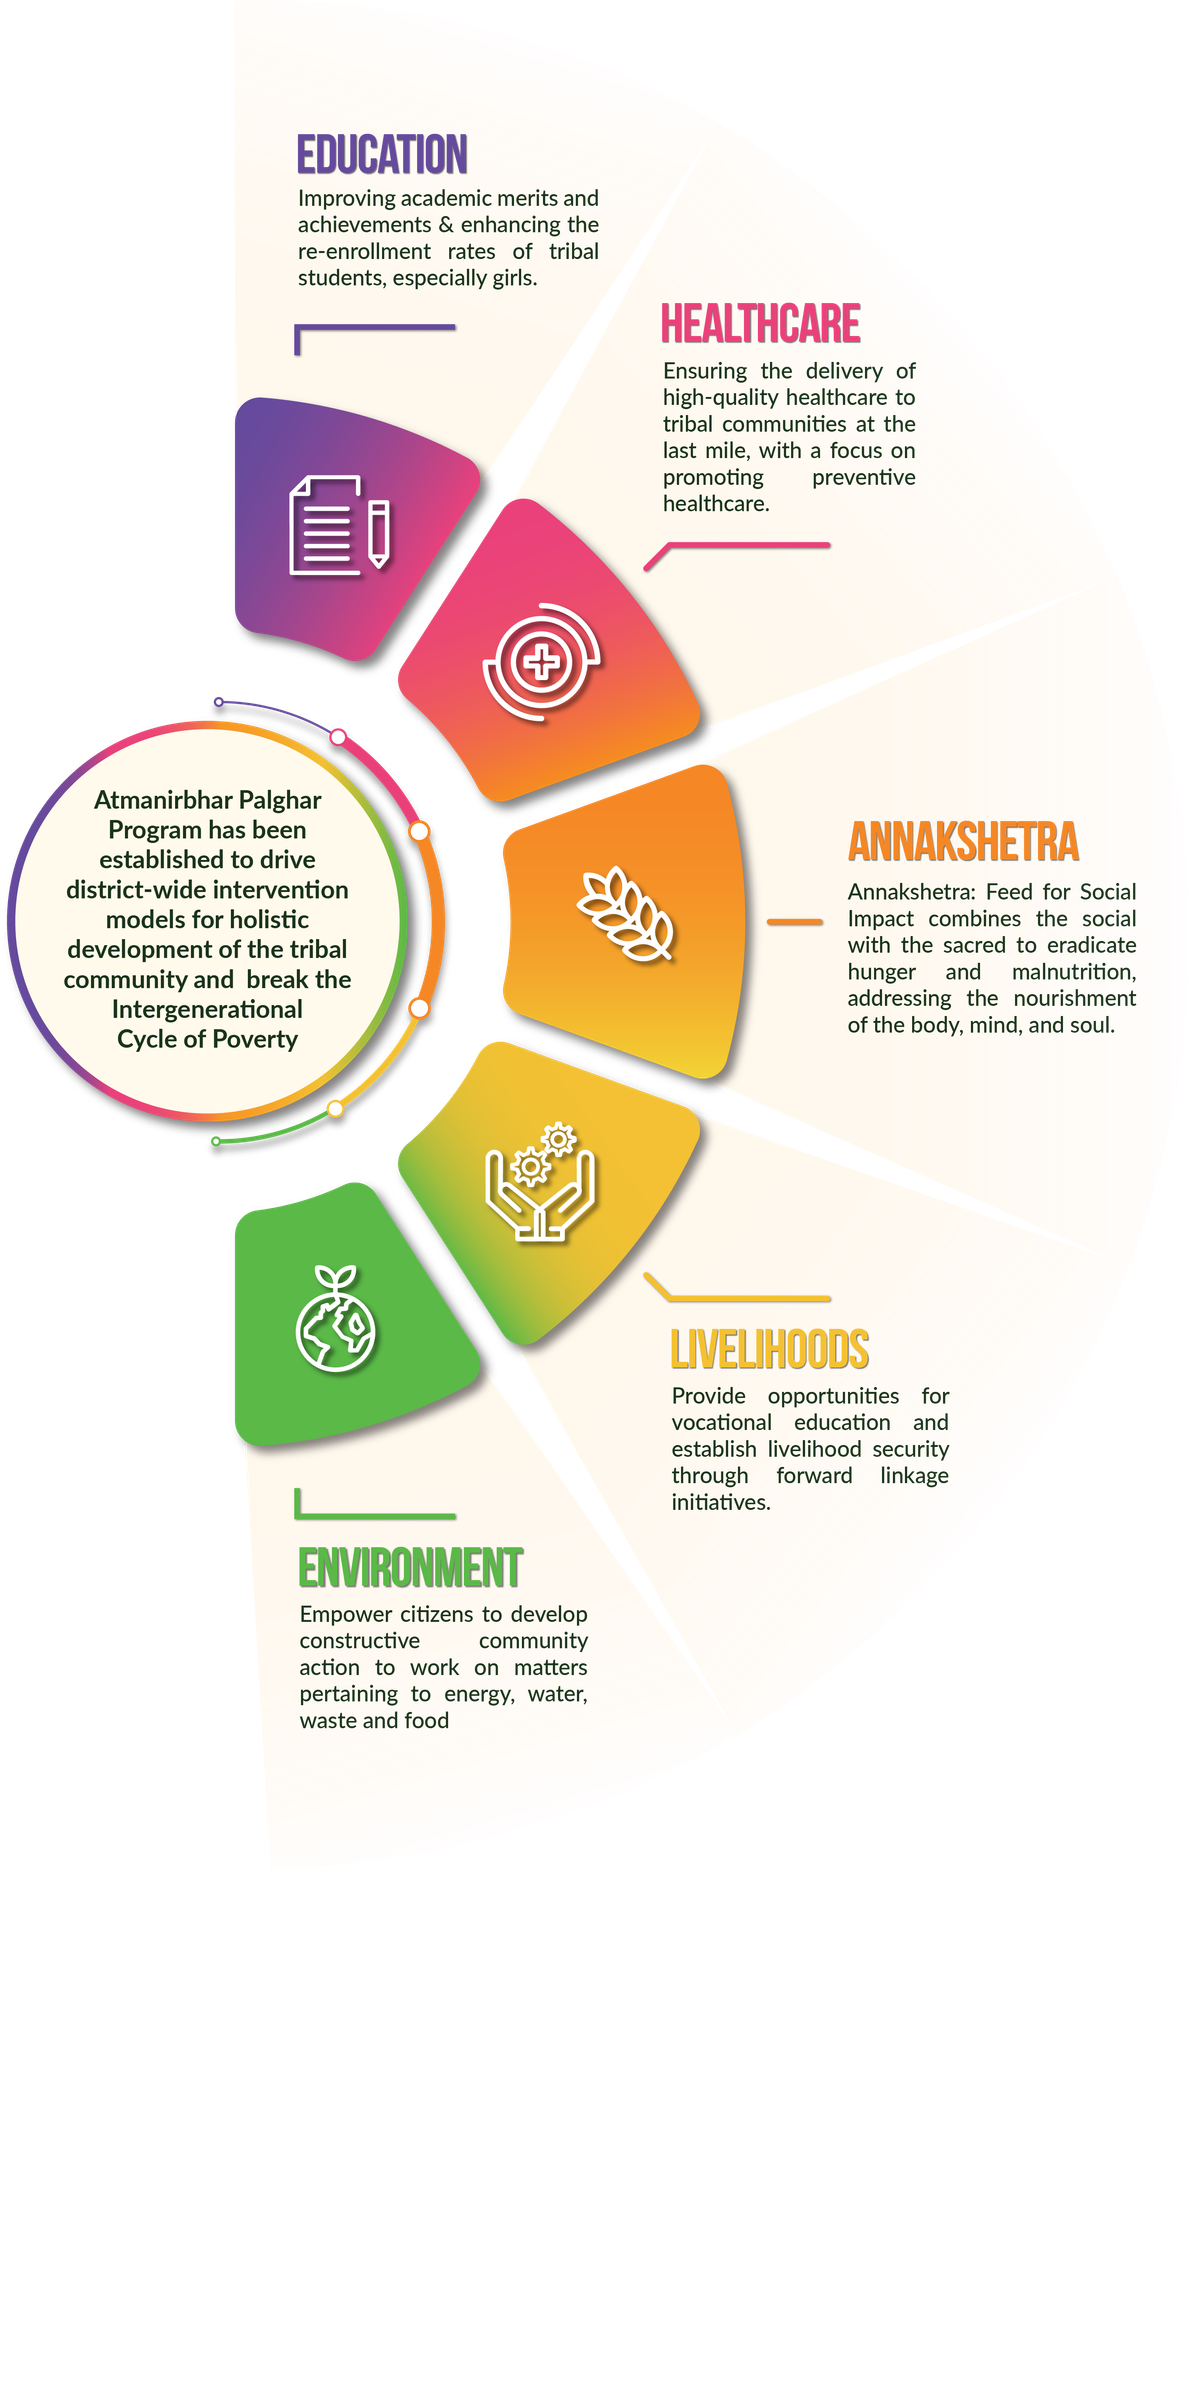 EDUCATION
Improving academic merits and
achievements & enhancing the
re-enrollment rates of tribal
students, especially girls.
HEALTHCARE
Ensuring the delivery of
high-quality healthcare to
tribal communities at the
last mile, with a focus on
promoting preventive
healthcare.
Atmanirbhar Palghar
Program has been
established to drive
district-wide intervention
models for holistic
development of the tribal
community and break the
Intergenerational
Cycle of Poverty
ANNAKSHETRA
Annakshetra: Feed for Social
Impact combines the social
with the sacred to eradicate
hunger and malnutrition,
addressing the nourishment
of the body, mind, and soul.
LIVELIHOODS
Provide opportunities for
vocational education and
establish livelihood security
through forward linkage
initiatives.
ENVIRONMENT
Empower citizens to develop
constructive community
action to work on matters
pertaining to energy, water,
waste and food